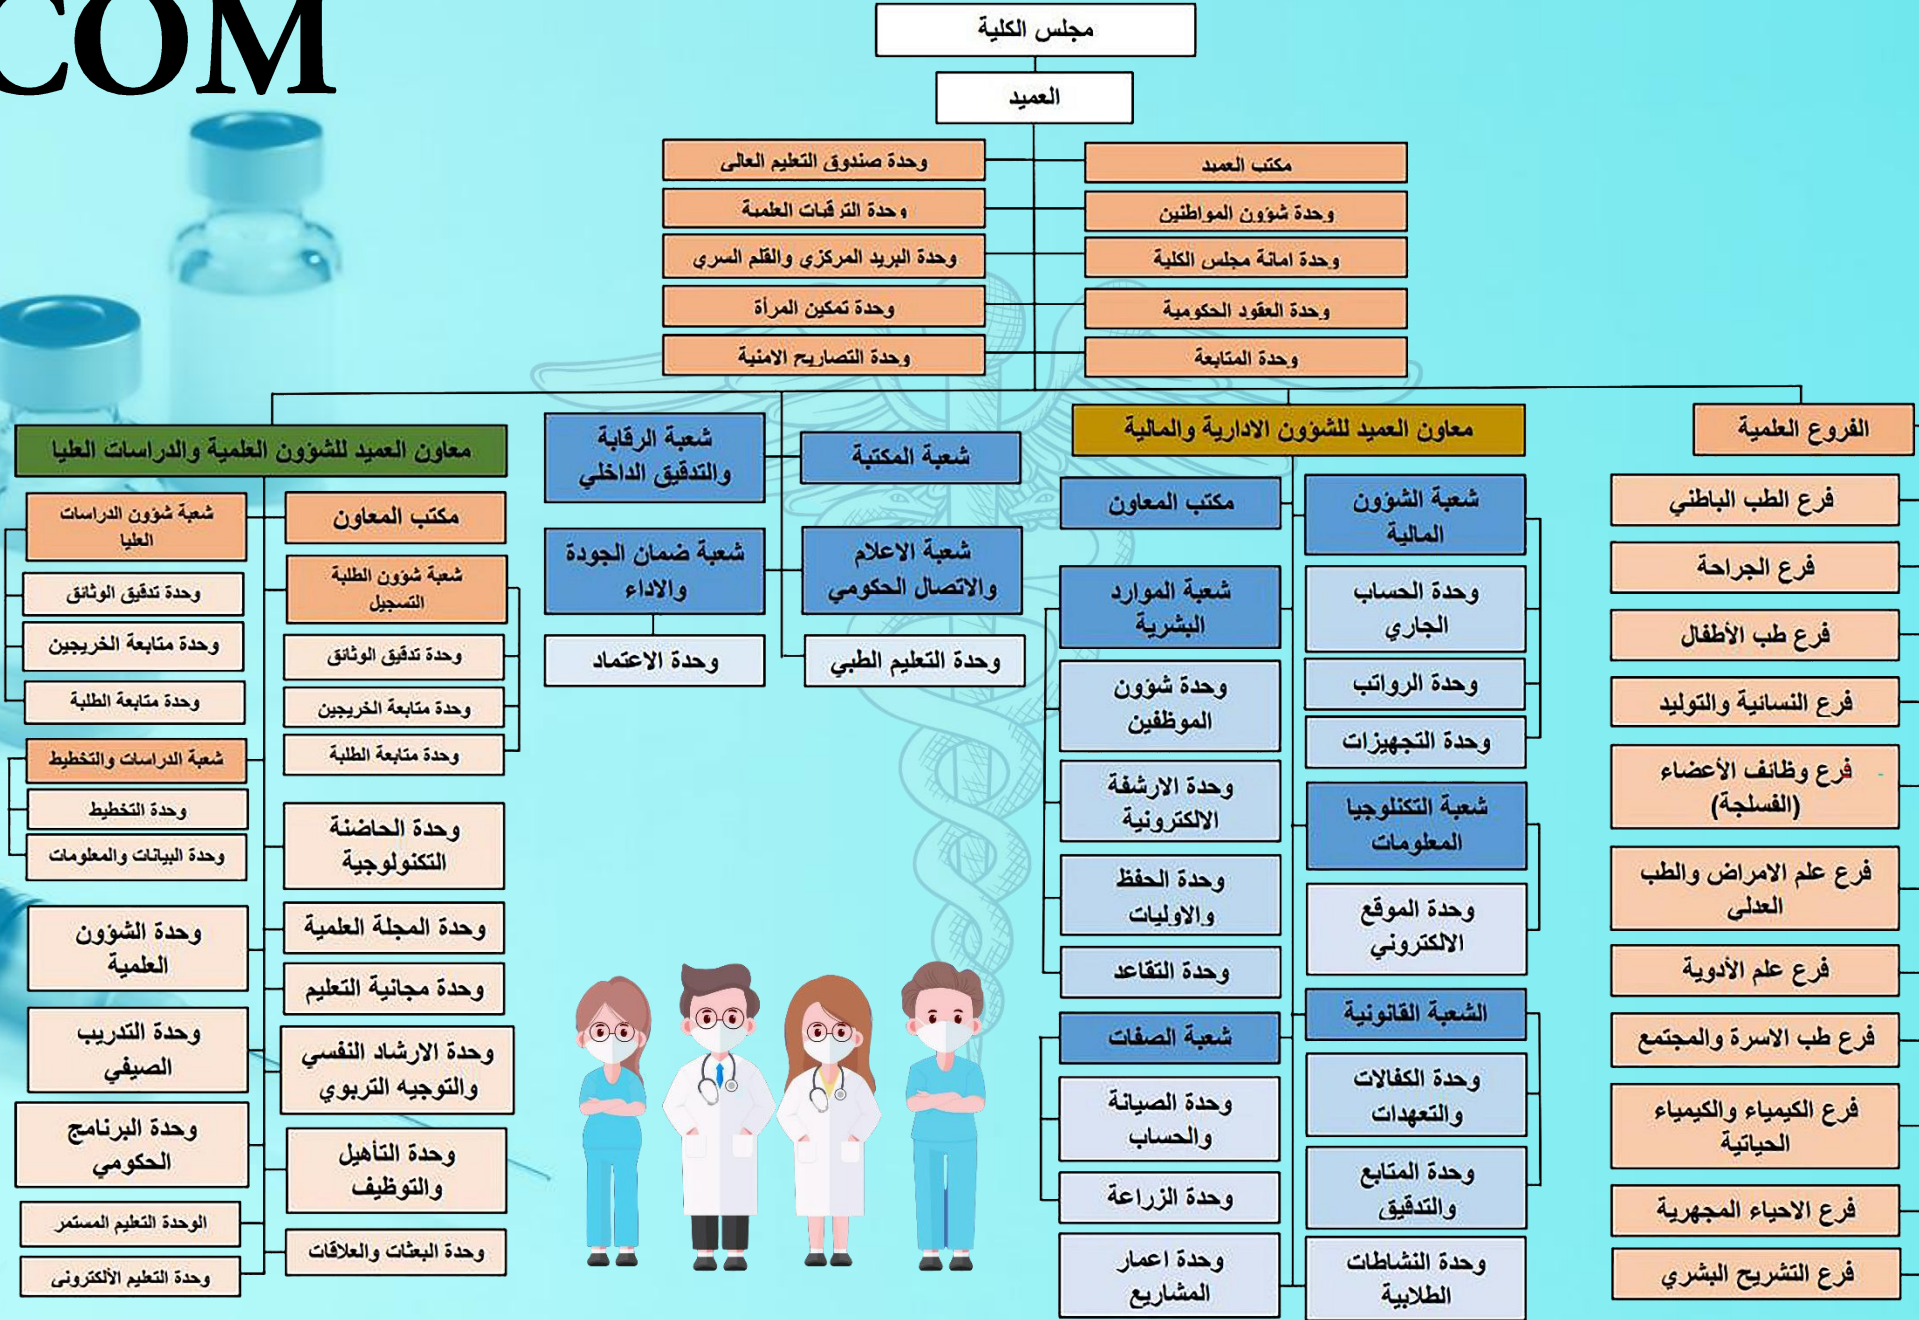 COM
مجلس الكلية
العميد
مكتب العميد
وحدة صندوق التعليم العالي
وحدة شؤون المواطنين
وحدة الترقيات العلمية
وحدة امانة مجلس الكلية
وحدة البريد المركزي والقلم السري
وحدة العقود الحكومية
وحدة تمكين المرأة
وحدة المتابعة
وحدة التصاريح الامنية
الفروع العلمية
فرع الطب الباطني
فرع الجراحة
فرع طب الأطفال
فرع النسائية والتوليد
فرع وظائف الأعضاء
(الفسلجة)
فرع علم الامراض والطب
العدلي
فرع علم الأدوية
فرع طب الاسرة والمجتمع
فرع الكيمياء والكيمياء
الحياتية
فرع الاحياء المجهرية
فرع التشريح البشري
معاون العميد للشؤون الادارية والمالية
شعبة الشؤون
المالية
وحدة الحساب
الجاري
وحدة الرواتب
وحدة التجهيزات
شعبة التكنلوجيا
المعلومات
وحدة الموقع
الالكتروني
الشعبة القانونية
وحدة الكفالات
والتعهدات
وحدة المتابع
والتدقيق
وحدة النشاطات
الطلابية
مكتب المعاون
شعبة الموارد
البشرية
وحدة شؤون
الموظفين
وحدة الارشفة
الالكترونية
وحدة الحفظ
والاوليات
وحدة التقاعد
شعبة الصفات
وحدة الصيانة
والحساب
وحدة الزراعة
وحدة اعمار
المشاريع
شعبة المكتبة
شعبة الرقابة
والتدقيق الداخلي
شعبة الاعلام
والاتصال الحكومي
شعبة ضمان الجودة
والاداء
وحدة التعليم الطبي
وحدة الاعتماد
معاون العميد للشؤون العلمية والدراسات العليا
مكتب المعاون
شعبة شؤون الطلبة
التسجيل
وحدة تدقيق الوثائق
وحدة متابعة الخريجين
وحدة متابعة الطلبة
وحدة الحاضنة
التكنولوجية
وحدة المجلة العلمية
وحدة مجانية التعليم
وحدة الارشاد النفسي
والتوجيه التربوي
وحدة التأهيل
والتوظيف
وحدة البعثات والعلاقات
شعبة شؤون الدراسات
العليا
وحدة تدقيق الوثائق
وحدة متابعة الخريجين
وحدة متابعة الطلبة
شعبة الدراسات والتخطيط
وحدة التخطيط
وحدة البيانات والمعلومات
وحدة الشؤون
العلمية
وحدة التدريب
الصيفي
وحدة البرنامج
الحكومي
الوحدة التعليم المستمر
وحدة التعليم الألكتروني